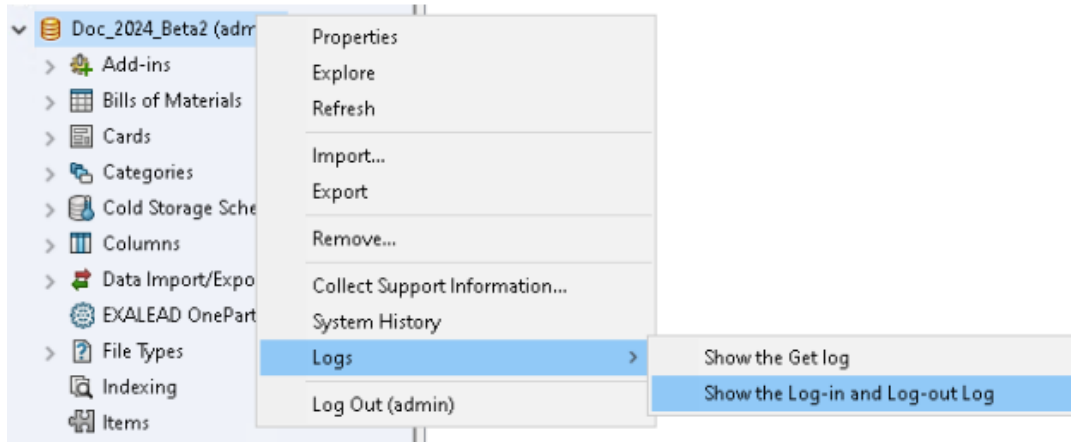 Doc_2024_Beta2 (adm
Add-ins
Bills of Materials
Cards
Categories
Cold Storage Sche
Columns
Data Import/Expo
EXALEAD OnePart
File Types
Indexing
Items
Properties
Explore
Refresh
Import...
Export
Remove...
Collect Support Information...
System History
Logs
Log Out (admin)
Show the Get log
Show the Log-in and Log-out Log